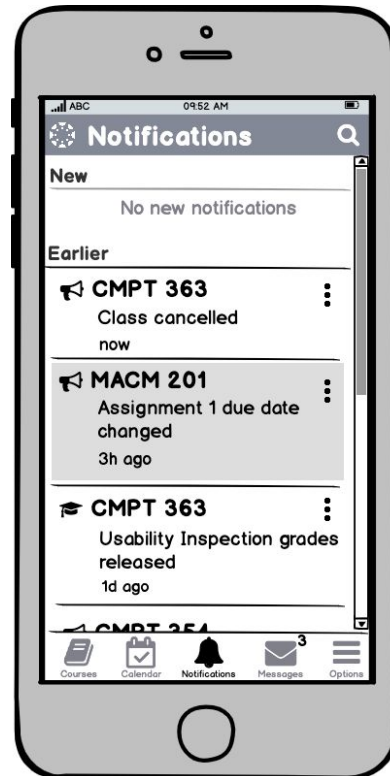 ABC 09:52 AM
Notifications
New
No new notifications
Earlier
CMPT 363
Class cancelled
now
MACM 201
Assignment 1 due date
changed
3h ago
CMPT 363
Usability Inspection grades
released
1d ago
CMPT 354
3
Courses Calendar Notifications Messages Options